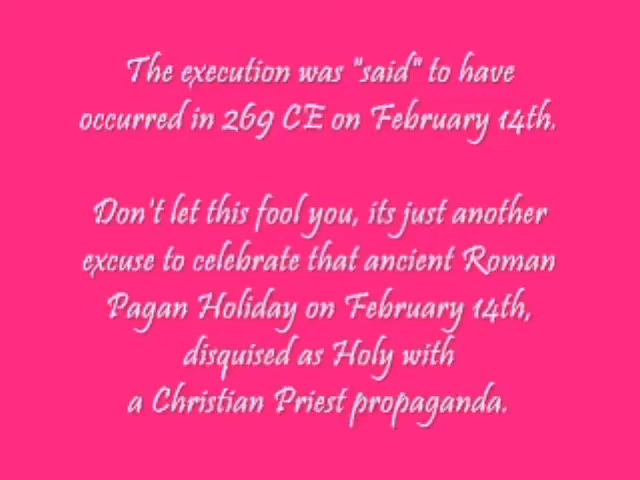 The execution was "said" to have
occurred in 269 CE on February 14th.
Don't let this fool you, its just another
excuse to celebrate that ancient Roman
Pagan Holiday on February 14th,
disquised as Holy with
a Christian Priest propaganda.